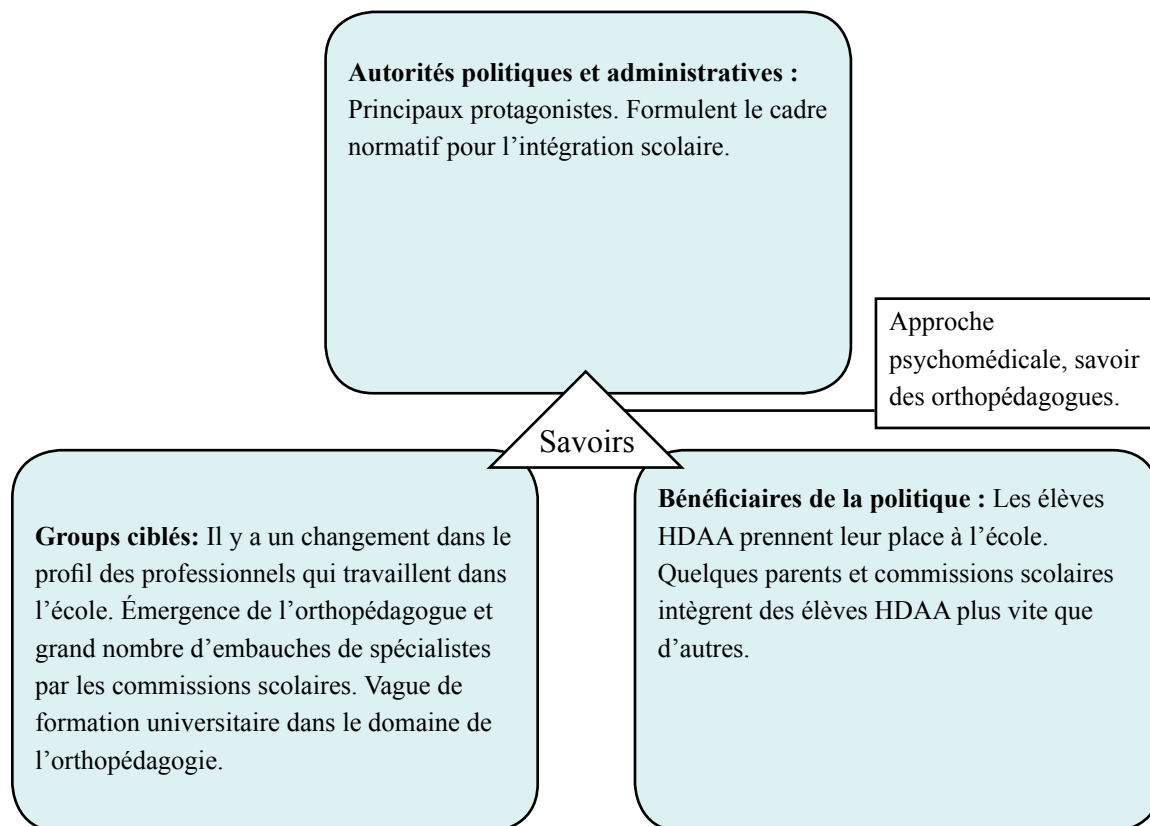 Autorités politiques et administratives :
Principaux protagonistes. Formulent le cadre
normatif pour l’intégration scolaire.
Approche
psychomédicale, savoir
des orthopédagogues.
Savoirs
Groups ciblés: Il y a un changement dans le
profil des professionnels qui travaillent dans
l’école. Émergence de l’orthopédagogue et
grand nombre d’embauches de spécialistes
par les commissions scolaires. Vague de
formation universitaire dans le domaine de
l’orthopédagogie.
Bénéficiaires de la politique : Les élèves
HDAA prennent leur place à l’école.
Quelques parents et commissions scolaires
intègrent des élèves HDAA plus vite que
d’autres.